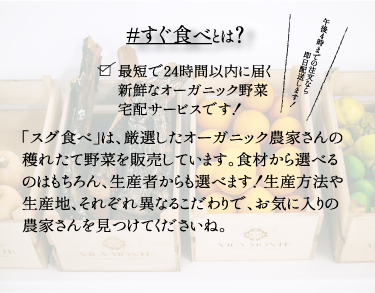 #すぐ食べとは?
午後4時までの注文なら
即日配送します!
最短で24時間以内に届く
新鮮なオーガニック野菜
宅配サービスです!
「スグ食べ」は、厳選したオーガニック農家さんの
穫れたて野菜を販売しています。食材から選べる
のはもちろん、生産者からも選べます!生産方法や
生産地、それぞれ異なるこだわりで、お気に入りの
農家さんを見つけてくださいね。